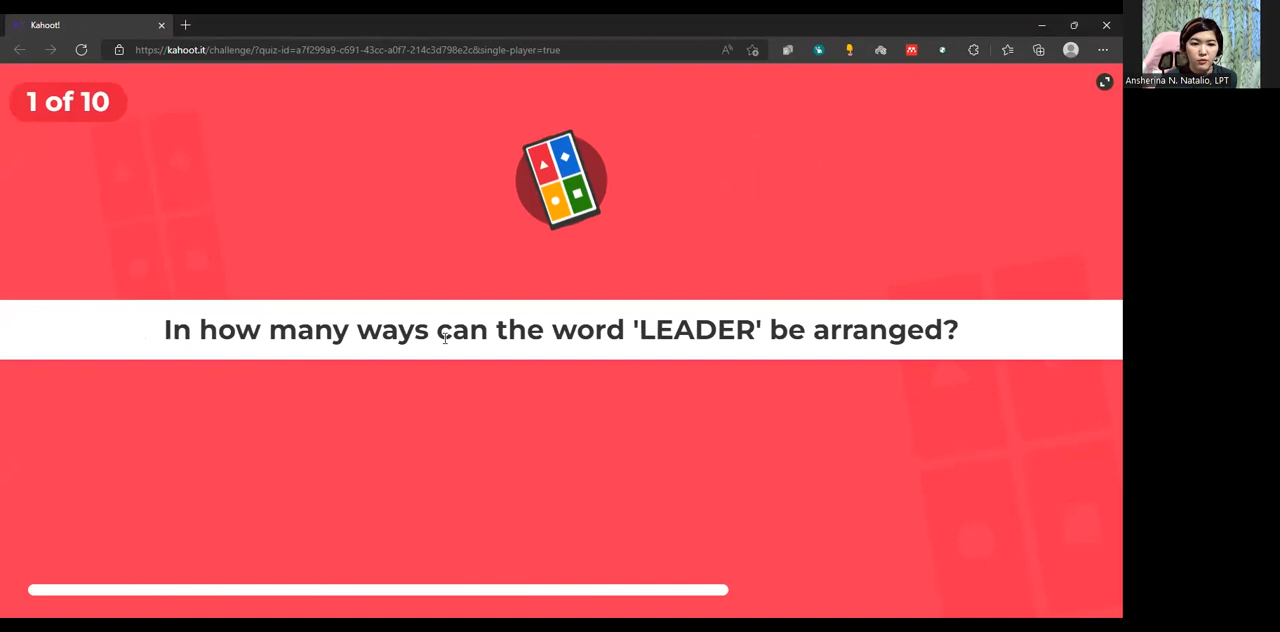 Kahoot!
https://kahoot.it/challenge/?quiz-id=a7f299a9-c691-43cc-a0f7-214c3d798e2c&single-player=true
Ansherina N. Natalio, LPT
1 of 10
In how many ways can the word 'LEADER' be arranged?